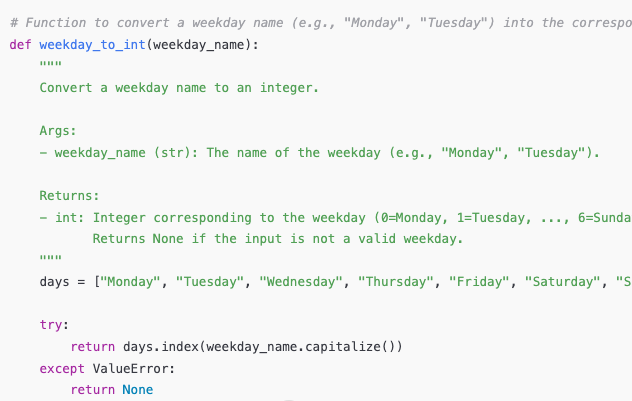 # Function to convert a weekday name (e.g., "Monday", "Tuesday") into the
def weekday_to_int(weekday_name):
"""
Convert a weekday name to an integer.
Args:
- weekday_name (str): The name of the weekday (e.g., "Monday", "Tuesday").
Returns:
- int: Integer corresponding to the weekday (0=Monday, 1=Tuesday, ...,
Returns None if the input is not a valid weekday.
"""
days = ["Monday", "Tuesday", "Wednesday", "Thursday", "Friday", "Saturday",
try:
return days.index(weekday_name.capitalize())
except ValueError:
return None